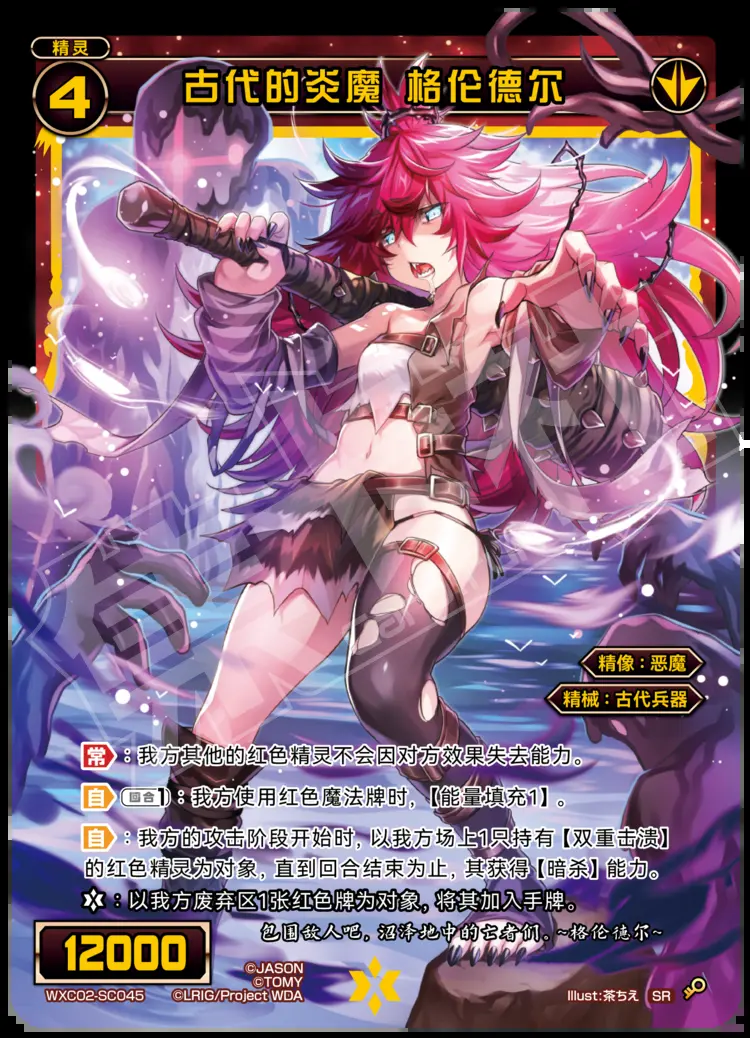 精灵
4
古代的炎魔 格伦德尔
精像：恶魔
精械：古代兵器
常：我方其他的红色精灵不会因对方效果失去能力。
自 回合1：我方使用红色魔法牌时，【能量填充1】。
自：我方的攻击阶段开始时，以我方场上1只持有【双重击溃】
的红色精灵为对象，直到回合结束为止，其获得【暗杀】能力。
：以我方废弃区1张红色牌为对象，将其加入手牌。
包围敌人吧，沼泽地中的亡者们。~格伦德尔~
12000
©JASON
©TOMY
WXC02-SC045 ©LRIG/Project WDA
Illust:茶ちえ SR